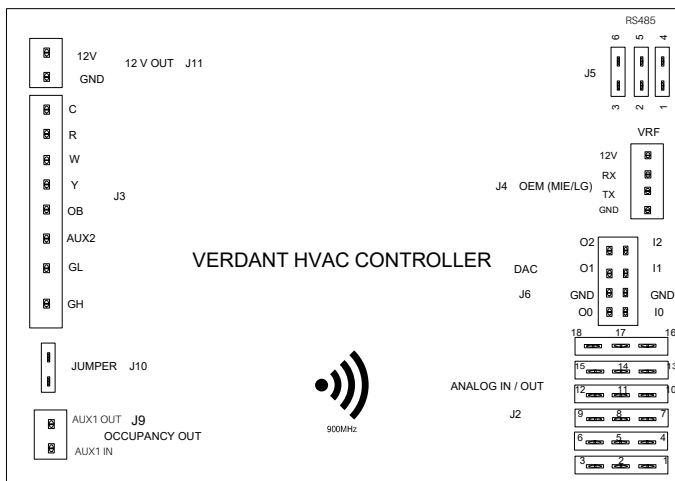 RS485
6 5 4
J5
3 2 1
12V
GND
12 V OUT J11
C
R
W
Y
OB
AUX2
GL
GH
J3
VRF
12V
RX
TX
GND
J4 OEM (MIE/LG)
VERDANT HVAC CONTROLLER
O2 I2
O1 I1
GND GND
O0 I0
DAC
J6
18 17 16
15 14 13
12 11 10
9 8 7
6 5 4
3 2 1
ANALOG IN / OUT
J2
JUMPER J10
AUX1 OUT J9
OCCUPANCY OUT
AUX1 IN
900MHz